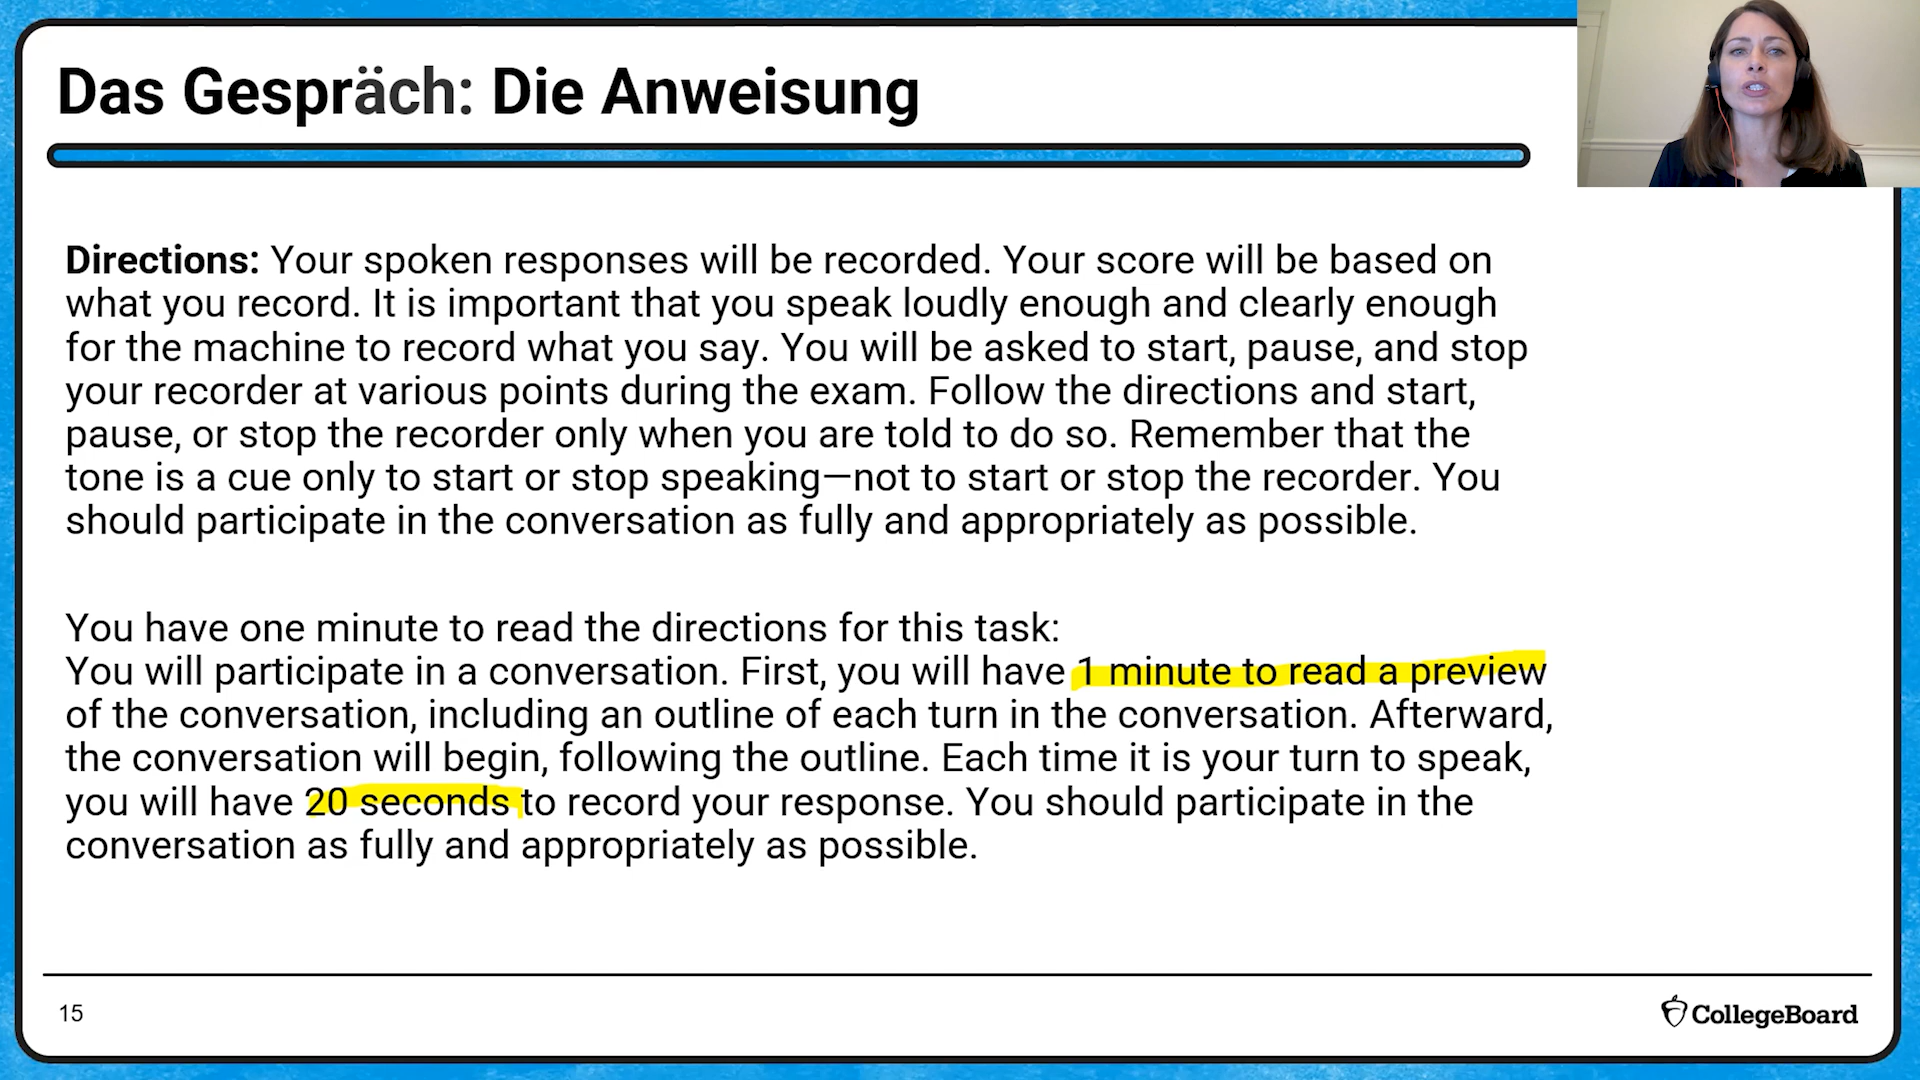 Das Gespräch: Die Anweisung
Directions: Your spoken responses will be recorded. Your score will be based on
what you record. It is important that you speak loudly enough and clearly enough
for the machine to record what you say. You will be asked to start, pause, and stop
your recorder at various points during the exam. Follow the directions and start,
pause, or stop the recorder only when you are told to do so. Remember that the
tone is a cue only to start or stop speaking—not to start or stop the recorder. You
should participate in the conversation as fully and appropriately as possible.
You have one minute to read the directions for this task:
You will participate in a conversation. First, you will have 1 minute to read a preview
of the conversation, including an outline of each turn in the conversation. Afterward,
the conversation will begin, following the outline. Each time it is your turn to speak,
you will have 20 seconds to record your response. You should participate in the
conversation as fully and appropriately as possible.
15
CollegeBoard